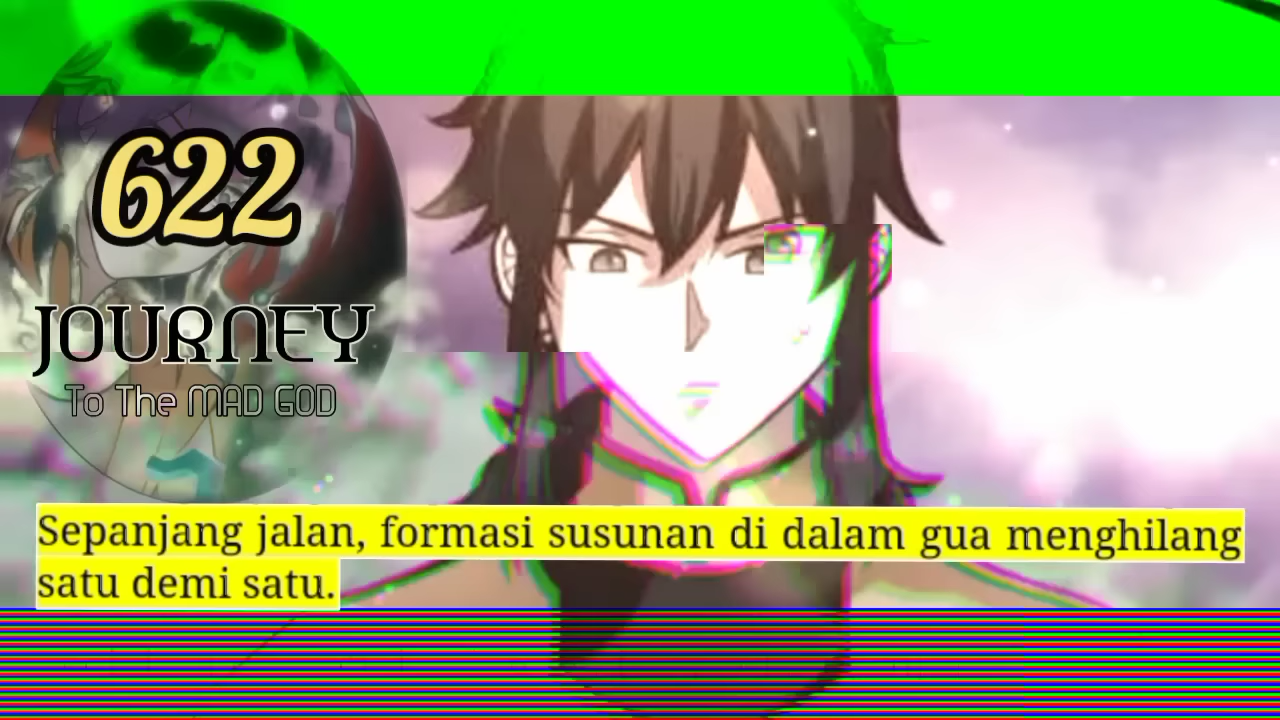 622
JOURNEY
To The MAD GOD
Sepanjang jalan, formasi susunan di dalam gua menghilang
satu demi satu.